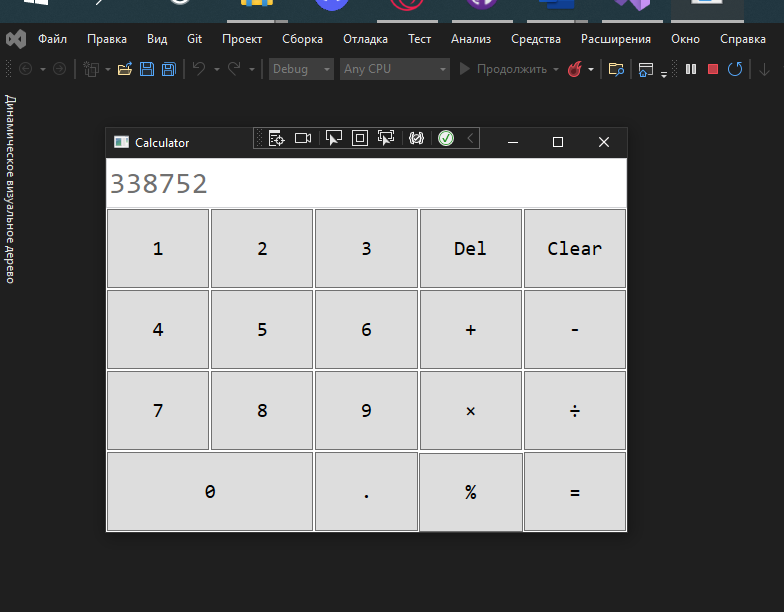 Файл Правка Вид Git Проект Сборка Отладка Тест Анализ Средства Расширения Окно Справка
Debug Any CPU Продолжить
Динамическое визуальное дерево
Calculator
338752
1 2 3 Del Clear
4 5 6 + -
7 8 9 × ÷
0 . % =